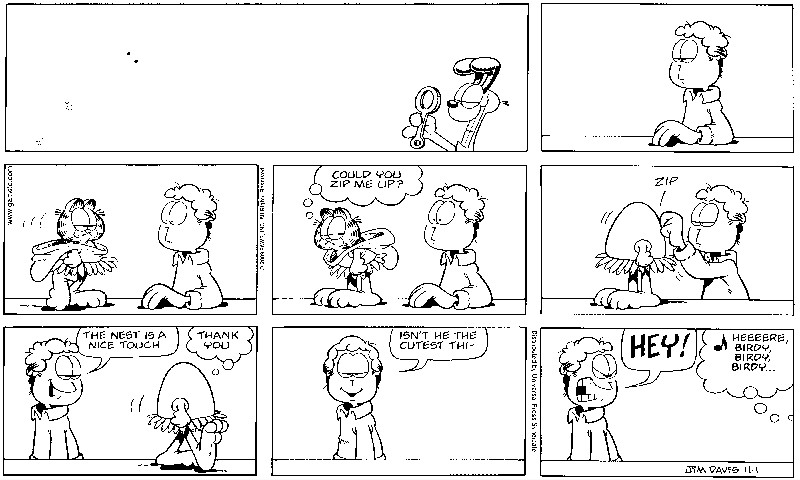 www.garfield.com
COULD YOU
ZIP ME UP?
ZIP
THE NEST IS A
NICE TOUCH
THANK
YOU
ISN'T HE THE
CUTEST THI-
HEY!
HEEEERE,
BIRDY,
BIRDY,
BIRDY...
JIM DAVIS 11·1